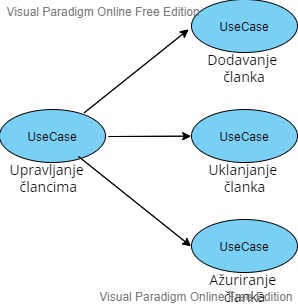 Visual Paradigm Online Free Edition
UseCase
Dodavanje
članka
UseCase
Upravljanje
člancima
UseCase
Uklanjanje
članka
UseCase
Ažuriranje
članka
Visual Paradigm Online Free Edition